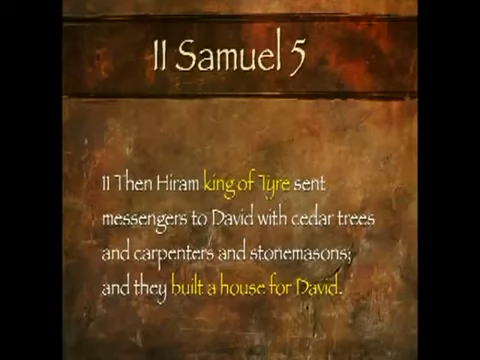 II Samuel 5
11 Then Hiram king of Tyre sent
messengers to David with cedar trees
and carpenters and stonemasons;
and they built a house for David.